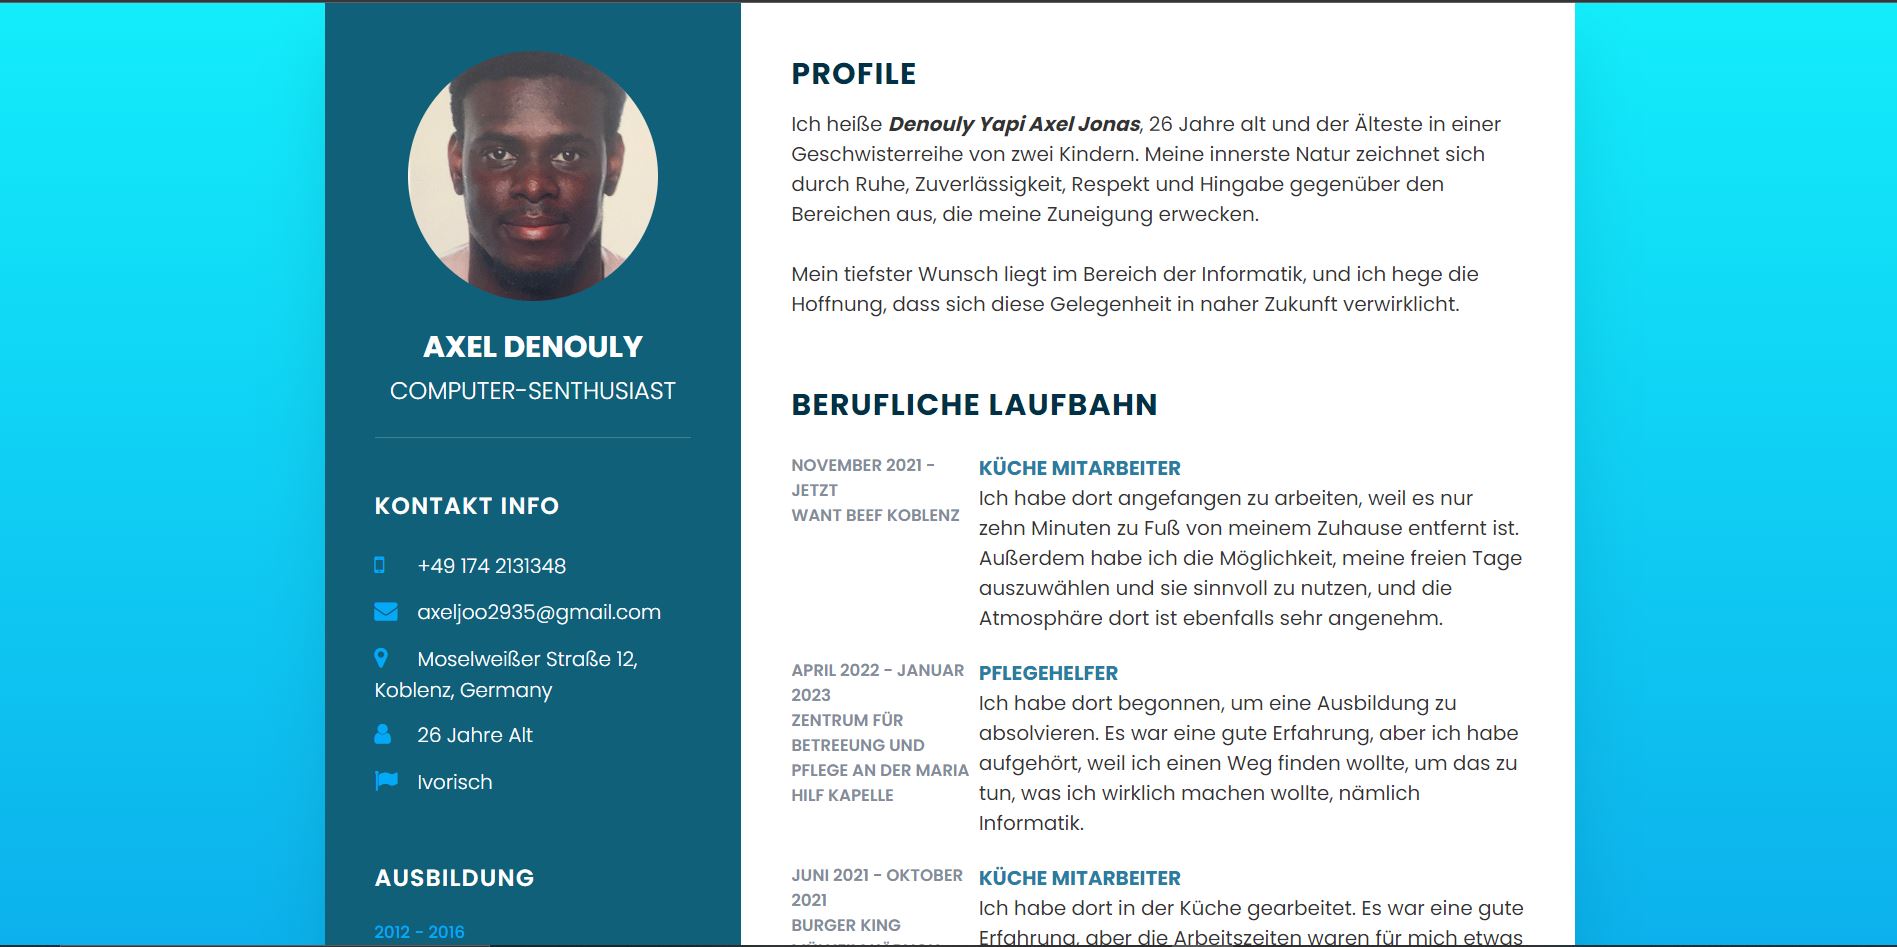 AXEL DENOULY
COMPUTER-SENTHUSIAST
KONTAKT INFO
+49 174 2131348
axeljoo2935@gmail.com
Moselweißer Straße 12,
Koblenz, Germany
26 Jahre Alt
Ivorisch
AUSBILDUNG
2012 - 2016
PROFILE
Ich heiße Denouly Yapi Axel Jonas, 26 Jahre alt und der Älteste in einer
Geschwisterreihe von zwei Kindern. Meine innerste Natur zeichnet sich
durch Ruhe, Zuverlässigkeit, Respekt und Hingabe gegenüber den
Bereichen aus, die meine Zuneigung erwecken.
Mein tiefster Wunsch liegt im Bereich der Informatik, und ich hege die
Hoffnung, dass sich diese Gelegenheit in naher Zukunft verwirklicht.
BERUFLICHE LAUFBAHN
NOVEMBER 2021 -
JETZT
WANT BEEF KOBLENZ
KÜCHE MITARBEITER
Ich habe dort angefangen zu arbeiten, weil es nur
zehn Minuten zu Fuß von meinem Zuhause entfernt ist.
Außerdem habe ich die Möglichkeit, meine freien Tage
auszuwählen und sie sinnvoll zu nutzen, und die
Atmosphäre dort ist ebenfalls sehr angenehm.
APRIL 2022 - JANUAR
2023
ZENTRUM FÜR
BETREEUNG UND
PFLEGE AN DER MARIA
HILF KAPELLE
PFLEGEHELFER
Ich habe dort begonnen, um eine Ausbildung zu
absolvieren. Es war eine gute Erfahrung, aber ich habe
aufgehört, weil ich einen Weg finden wollte, um das zu
tun, was ich wirklich machen wollte, nämlich
Informatik.
JUNI 2021 - OKTOBER
2021
BURGER KING
KÜCHE MITARBEITER
Ich habe dort in der Küche gearbeitet. Es war eine gute
Erfahrung, aber die Arbeitszeiten waren für mich etwas